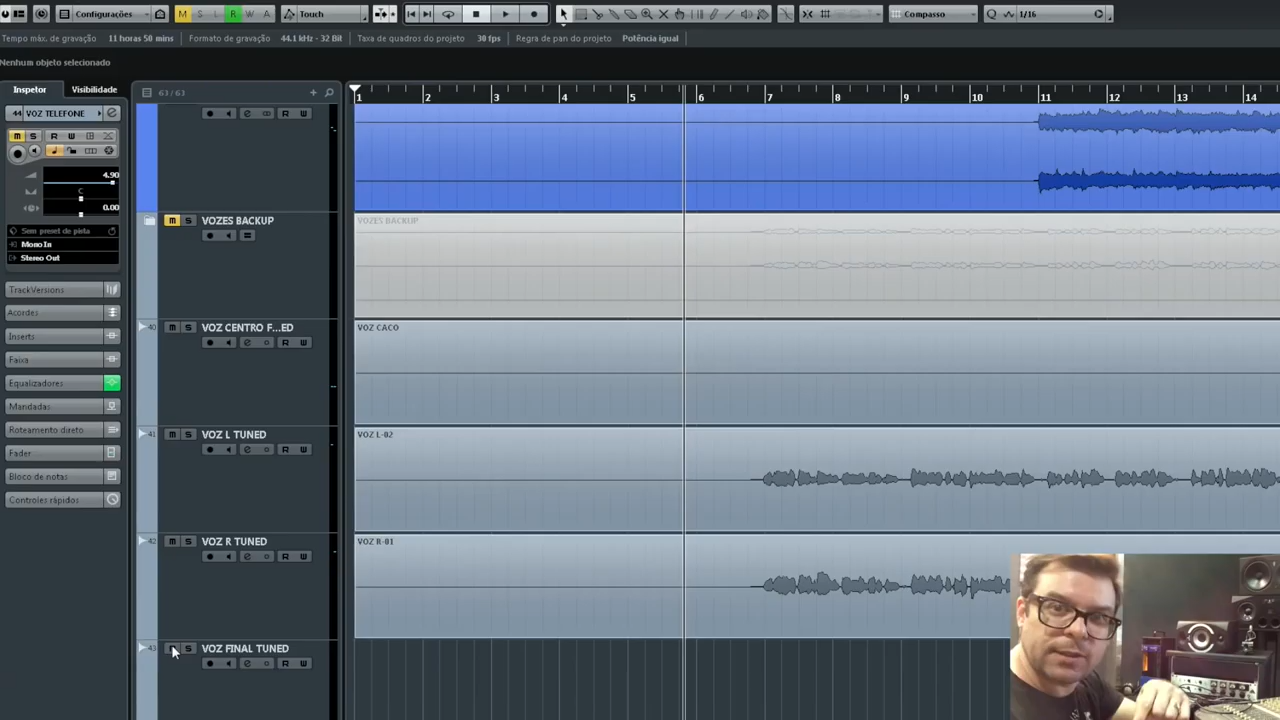 Configurações M S L R W A Touch Compasso Q 1/16
Tempo máx. de gravação 11 horas 50 mins Formato de gravação 44.1 kHz - 32 Bit Taxa de quadros do projeto 30 fps Regra de pan do projeto Potência igual
Nenhum objeto selecionado
Inspetor Visibilidade 63 / 63 +
1 2 3 4 5 6 7 8 9 10 11 12 13 14
44 VOZ TELEFONE
R W
M S R W
4.90
C
0.00
Sem preset de pista
Mono In
Stereo Out
TrackVersions
Acordes
Inserts
Faixa
Equalizadores
Mandadas
Roteamento direto
Fader
Bloco de notas
Controles rápidos
M S VOZES BACKUP
VOZES BACKUP
40 M S VOZ CENTRO F...ED
R W
VOZ CACO
41 M S VOZ L TUNED
R W
VOZ L-02
42 M S VOZ R TUNED
R W
VOZ R-01
43 S VOZ FINAL TUNED
R W